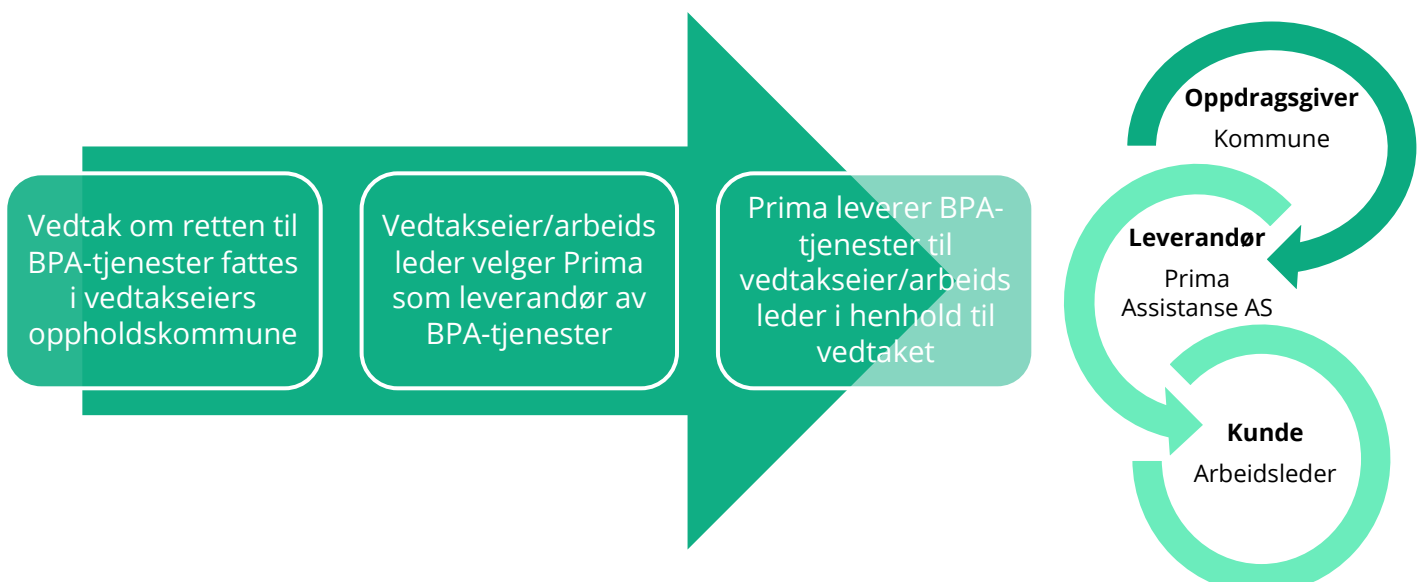 Vedtak om retten til
BPA-tjenester fattes
i vedtakseiers
oppholdskommune
Vedtakseier/arbeids
leder velger Prima
som leverandør av
BPA-tjenester
Prima leverer BPA-
tjenester til
vedtakseier/arbeids
leder i henhold til
vedtaket
Oppdragsgiver
Kommune
Leverandør
Prima
Assistanse AS
Kunde
Arbeidsleder